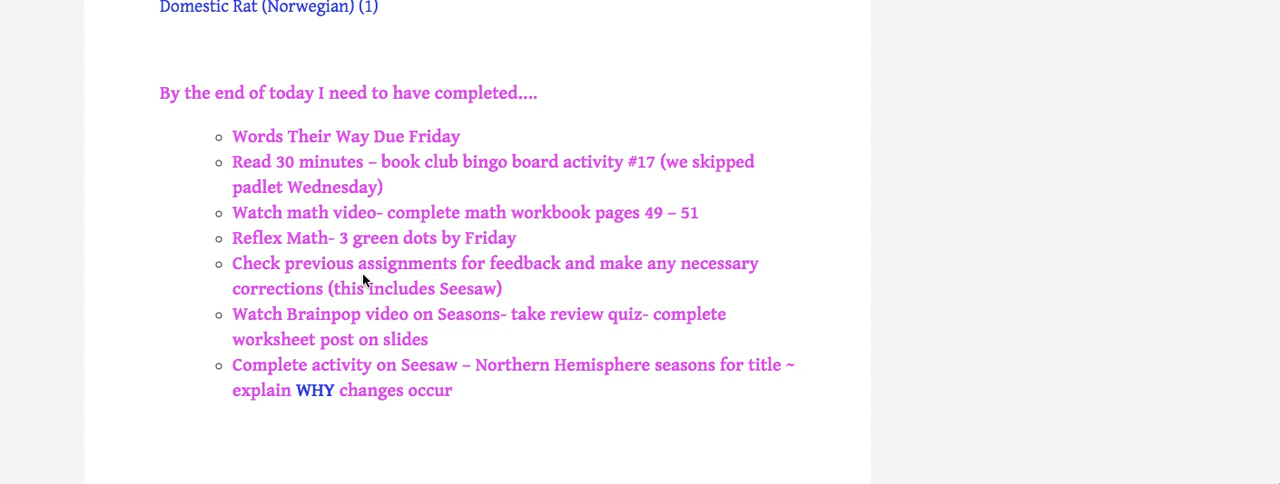 Domestic Rat (Norwegian) (1)
By the end of today I need to have completed....
Words Their Way Due Friday
Read 30 minutes – book club bingo board activity #17 (we skipped
padlet Wednesday)
Watch math video- complete math workbook pages 49 – 51
Reflex Math- 3 green dots by Friday
Check previous assignments for feedback and make any necessary
corrections (this includes Seesaw)
Watch Brainpop video on Seasons- take review quiz- complete
worksheet post on slides
Complete activity on Seesaw – Northern Hemisphere seasons for title ~
explain WHY changes occur